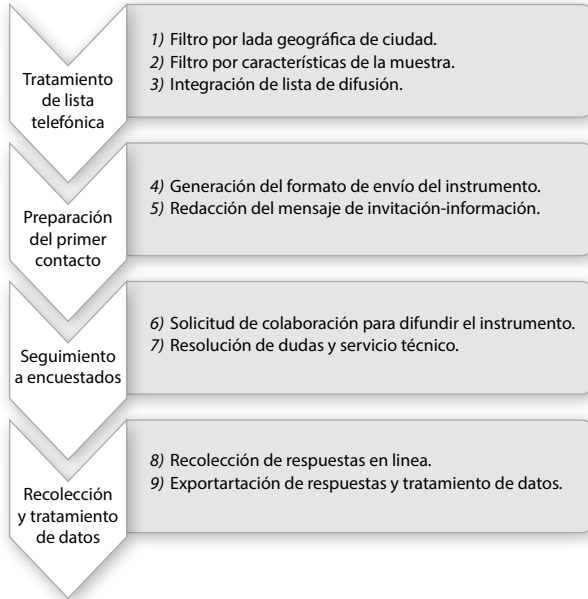 Tratamiento
de lista
telefónica
1) Filtro por lada geográfica de ciudad.
2) Filtro por características de la muestra.
3) Integración de lista de difusión.
Preparación
del primer
contacto
4) Generación del formato de envío del instrumento.
5) Redacción del mensaje de invitación-información.
Seguimiento
a encuestados
6) Solicitud de colaboración para difundir el instrumento.
7) Resolución de dudas y servicio técnico.
Recolección
y tratamiento
de datos
8) Recolección de respuestas en linea.
9) Exportartación de respuestas y tratamiento de datos.